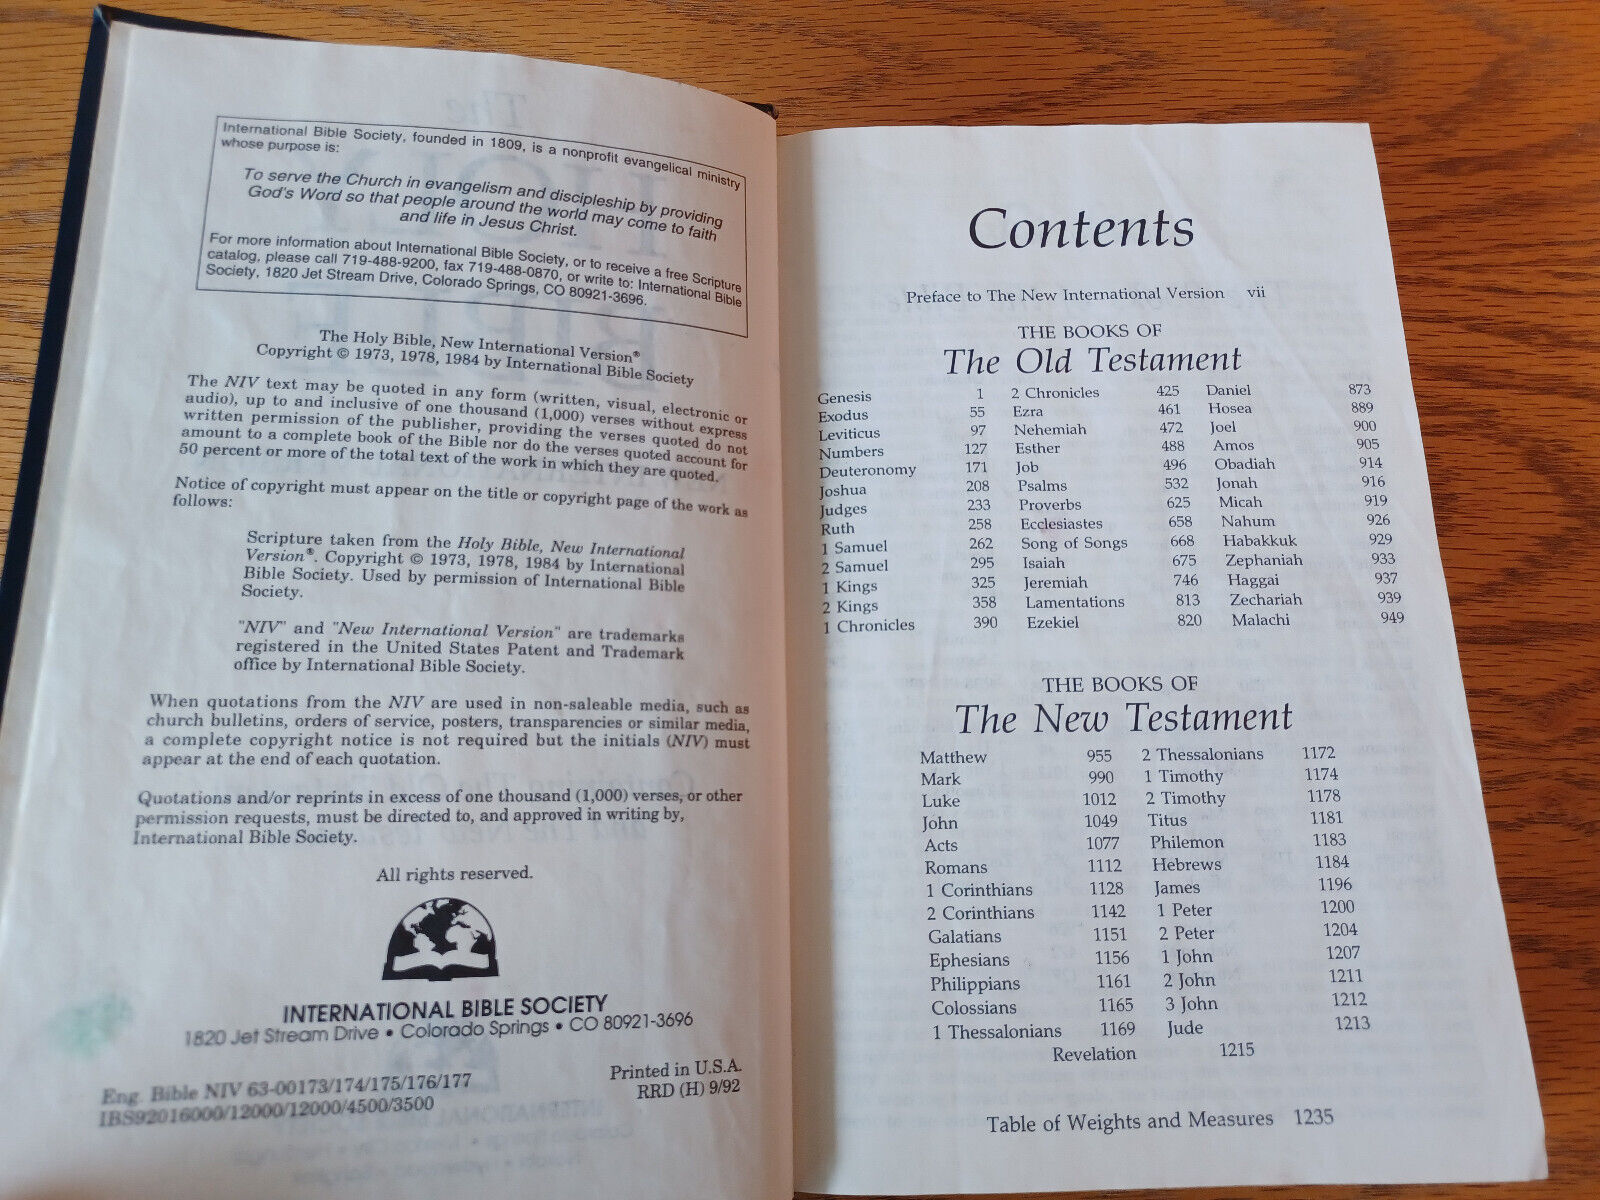 International Bible Society, founded in 1809, is a nonprofit evangelical ministry
whose purpose is:
To serve the Church in evangelism and discipleship by providing
God's Word so that people around the world may come to faith
and life in Jesus Christ.
For more information about International Bible Society, or to receive a free Scripture
catalog, please call 719-488-9200, fax 719-488-0870, or write to: International Bible
Society, 1820 Jet Stream Drive, Colorado Springs, CO 80921-3696.
The Holy Bible, New International Version®
Copyright © 1973, 1978, 1984 by International Bible Society
The NIV text may be quoted in any form (written, visual, electronic or
audio), up to and inclusive of one thousand (1,000) verses without express
written permission of the publisher, providing the verses quoted do not
amount to a complete book of the Bible nor do the verses quoted account for
50 percent or more of the total text of the work in which they are quoted.
Notice of copyright must appear on the title or copyright page of the work as
follows:
Scripture taken from the Holy Bible, New International
Version®. Copyright © 1973, 1978, 1984 by International
Bible Society. Used by permission of International Bible
Society.
"NIV" and "New International Version" are trademarks
registered in the United States Patent and Trademark
office by International Bible Society.
When quotations from the NIV are used in non-saleable media, such as
church bulletins, orders of service, posters, transparencies or similar media,
a complete copyright notice is not required but the initials (NIV) must
appear at the end of each quotation.
Quotations and/or reprints in excess of one thousand (1,000) verses, or other
permission requests, must be directed to, and approved in writing by,
International Bible Society.
All rights reserved.
INTERNATIONAL BIBLE SOCIETY
1820 Jet Stream Drive • Colorado Springs • CO 80921-3696
Eng. Bible NIV 63-00173/174/175/176/177
IBS92016000/12000/12000/4500/3500
Printed in U.S.A.
RRD (H) 9/92
Contents
Preface to The New International Version vii
THE BOOKS OF
The Old Testament
Genesis 1
Exodus 55
Leviticus 97
Numbers 127
Deuteronomy 171
Joshua 208
Judges 233
Ruth 258
1 Samuel 262
2 Samuel 295
1 Kings 325
2 Kings 358
1 Chronicles 390
2 Chronicles 425
Ezra 461
Nehemiah 472
Esther 488
Job 496
Psalms 532
Proverbs 625
Ecclesiastes 658
Song of Songs 668
Isaiah 675
Jeremiah 746
Lamentations 813
Ezekiel 820
Daniel 873
Hosea 889
Joel 900
Amos 905
Obadiah 914
Jonah 916
Micah 919
Nahum 926
Habakkuk 929
Zephaniah 933
Haggai 937
Zechariah 939
Malachi 949
THE BOOKS OF
The New Testament
Matthew 955
Mark 990
Luke 1012
John 1049
Acts 1077
Romans 1112
1 Corinthians 1128
2 Corinthians 1142
Galatians 1151
Ephesians 1156
Philippians 1161
Colossians 1165
1 Thessalonians 1169
2 Thessalonians 1172
1 Timothy 1174
2 Timothy 1178
Titus 1181
Philemon 1183
Hebrews 1184
James 1196
1 Peter 1200
2 Peter 1204
1 John 1207
2 John 1211
3 John 1212
Jude 1213
Revelation 1215
Table of Weights and Measures 1235